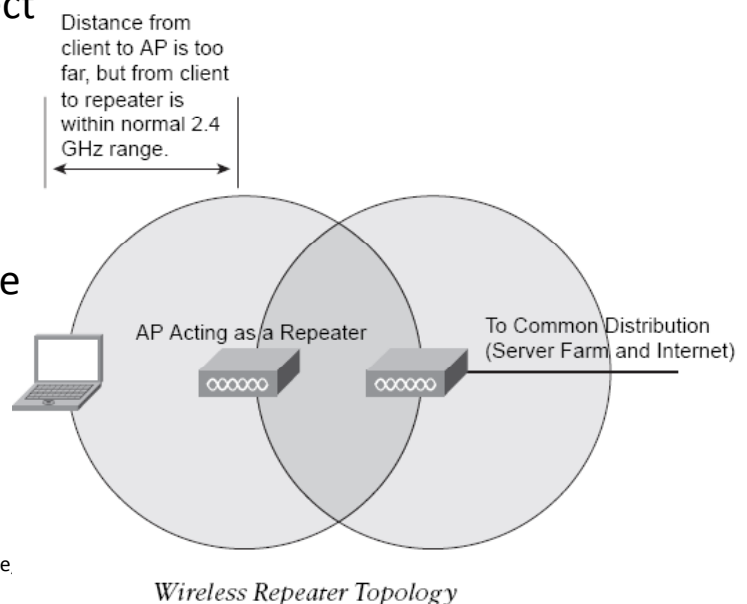 ct
Distance from
client to AP is too
far, but from client
to repeater is
within normal 2.4
GHz range.
e
AP Acting as a Repeater
To Common Distribution
(Server Farm and Internet)
e.
Wireless Repeater Topology